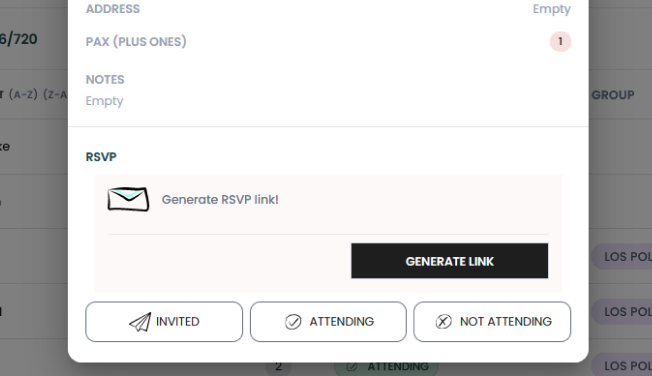 ADDRESS Empty
6/720
PAX (PLUS ONES) 1
NOTES
(A-Z) (Z-A
GROUP
Empty
RSVP
Generate RSVP link!
GENERATE LINK
LOS POL
INVITED ATTENDING NOT ATTENDING
LOS POL
2 ATTENDING LOS POL